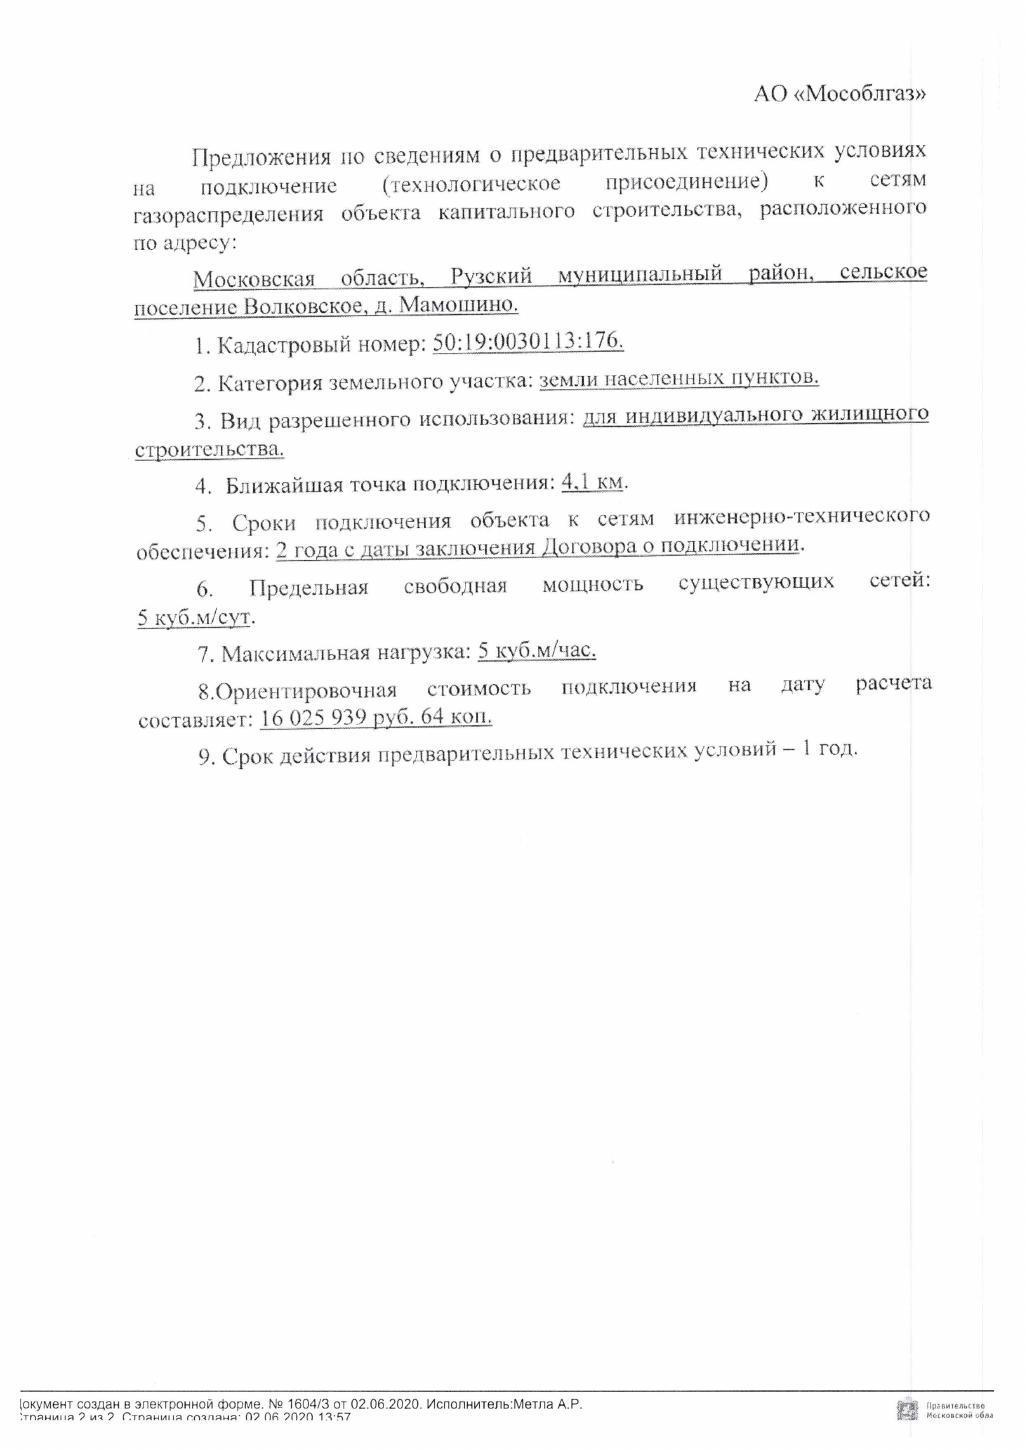 АО «Мособлгаз»
Предложения по сведениям о предварительных технических условиях
на подключение (технологическое присоединение) к сетям
газораспределения объекта капитального строительства, расположенного
по адресу:
Московская область, Рузский муниципальный район, сельское
поселение Волковское, д. Мамошино.
1. Кадастровый номер: 50:19:0030113:176.
2. Категория земельного участка: земли населенных пунктов.
3. Вид разрешенного использования: для индивидуального жилищного
строительства.
4. Ближайшая точка подключения: 4,1 км.
5. Сроки подключения объекта к сетям инженерно-технического
обеспечения: 2 года с даты заключения Договора о подключении.
6. Предельная свободная мощность существующих сетей:
5 куб.м/сут.
7. Максимальная нагрузка: 5 куб.м/час.
8.Ориентировочная стоимость подключения на дату расчета
составляет: 16 025 939 руб. 64 коп.
9. Срок действия предварительных технических условий – 1 год.
окумент создан в электронной форме. № 1604/3 от 02.06.2020. Исполнитель:Метла А.Р.
траница 2 из 2. Страница создана: 02.06.2020 13:57
Правительство
Московской обла